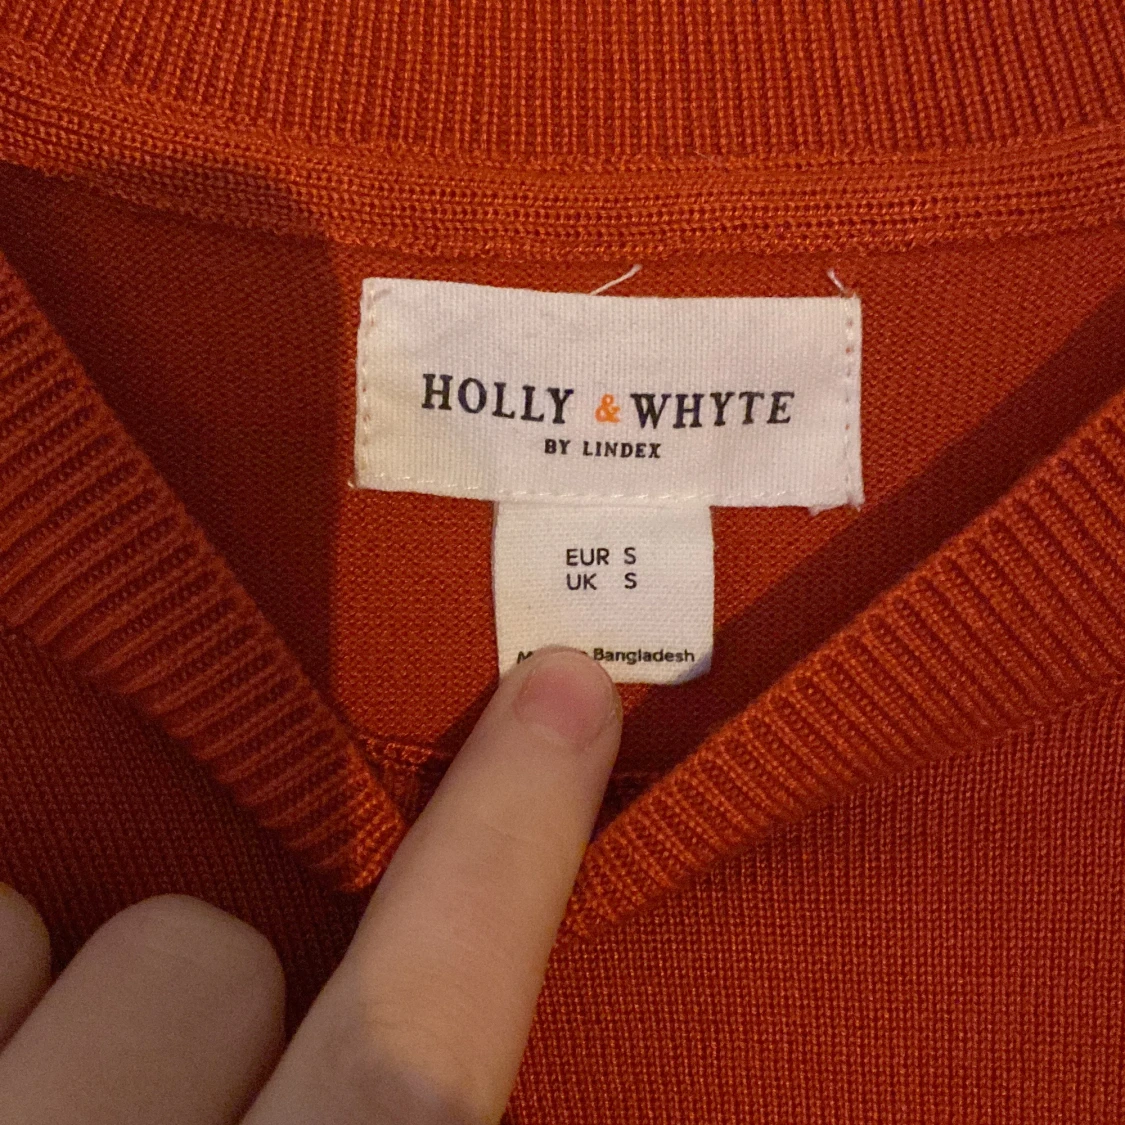 HOLLY & WHYTE
BY LINDEX
EUR S
UK S
Bangladesh